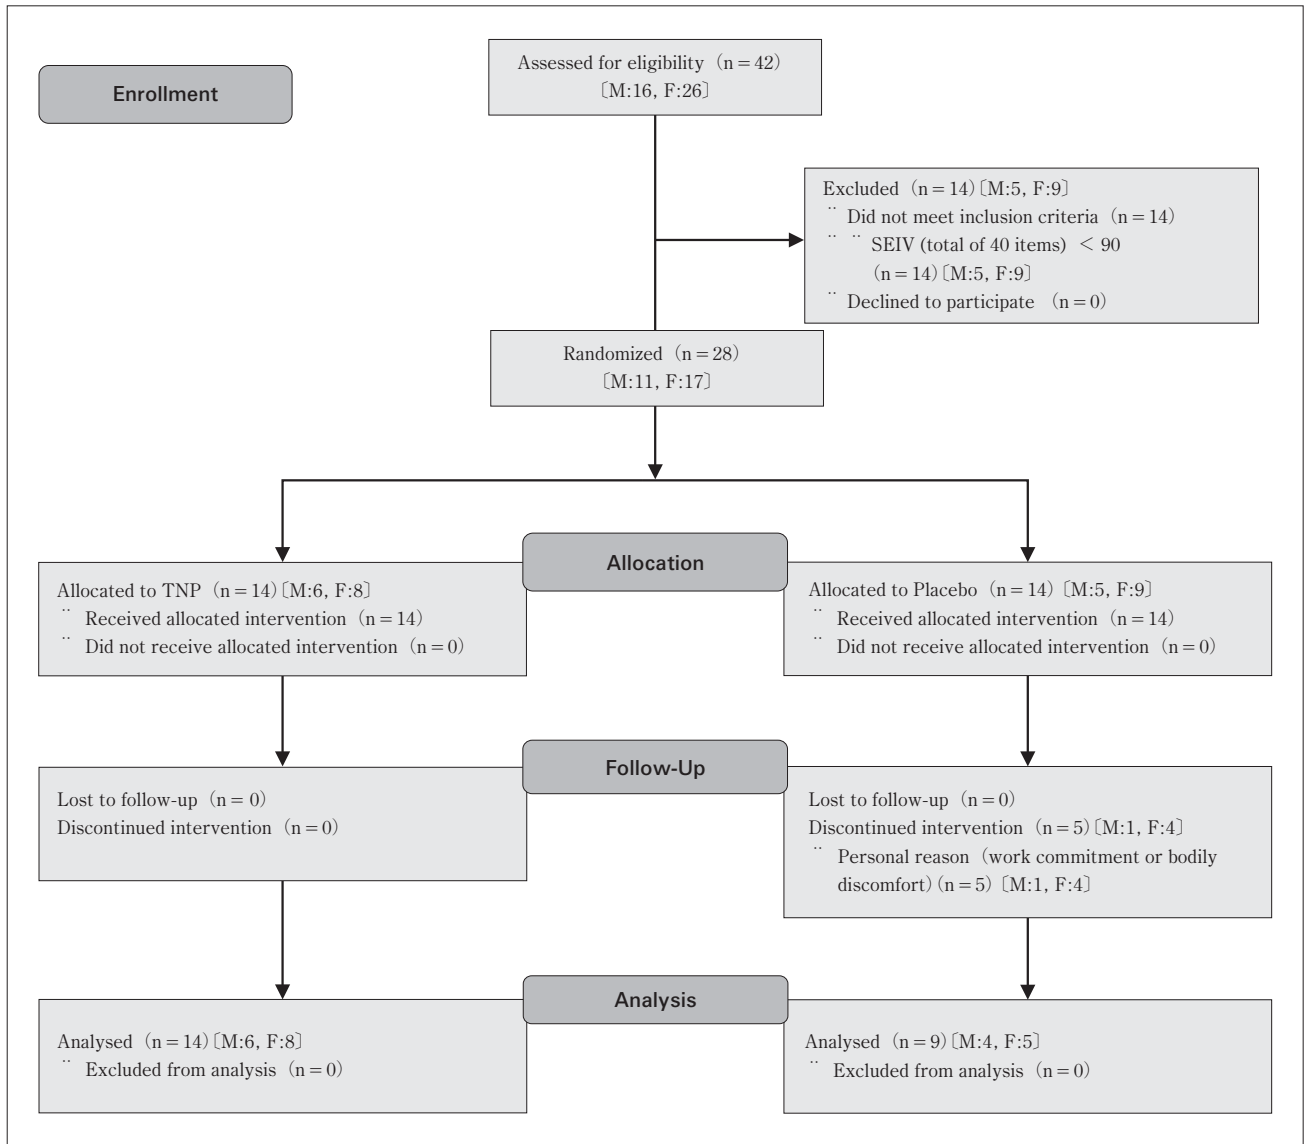 Enrollment
Assessed for eligibility (n = 42)
〔M:16, F:26〕
Excluded (n = 14)〔M:5, F:9〕
¨ Did not meet inclusion criteria (n = 14)
¨ ¨ SEIV (total of 40 items) < 90
(n = 14)〔M:5, F:9〕
¨ Declined to participate (n = 0)
Randomized (n = 28)
〔M:11, F:17〕
Allocation
Allocated to TNP (n = 14)〔M:6, F:8〕
¨ Received allocated intervention (n = 14)
¨ Did not receive allocated intervention (n = 0)
Allocated to Placebo (n = 14)〔M:5, F:9〕
¨ Received allocated intervention (n = 14)
¨ Did not receive allocated intervention (n = 0)
Follow-Up
Lost to follow-up (n = 0)
Discontinued intervention (n = 0)
Lost to follow-up (n = 0)
Discontinued intervention (n = 5)〔M:1, F:4〕
¨ Personal reason (work commitment or bodily
discomfort) (n = 5)〔M:1, F:4〕
Analysis
Analysed (n = 14)〔M:6, F:8〕
¨ Excluded from analysis (n = 0)
Analysed (n = 9)〔M:4, F:5〕
¨ Excluded from analysis (n = 0)